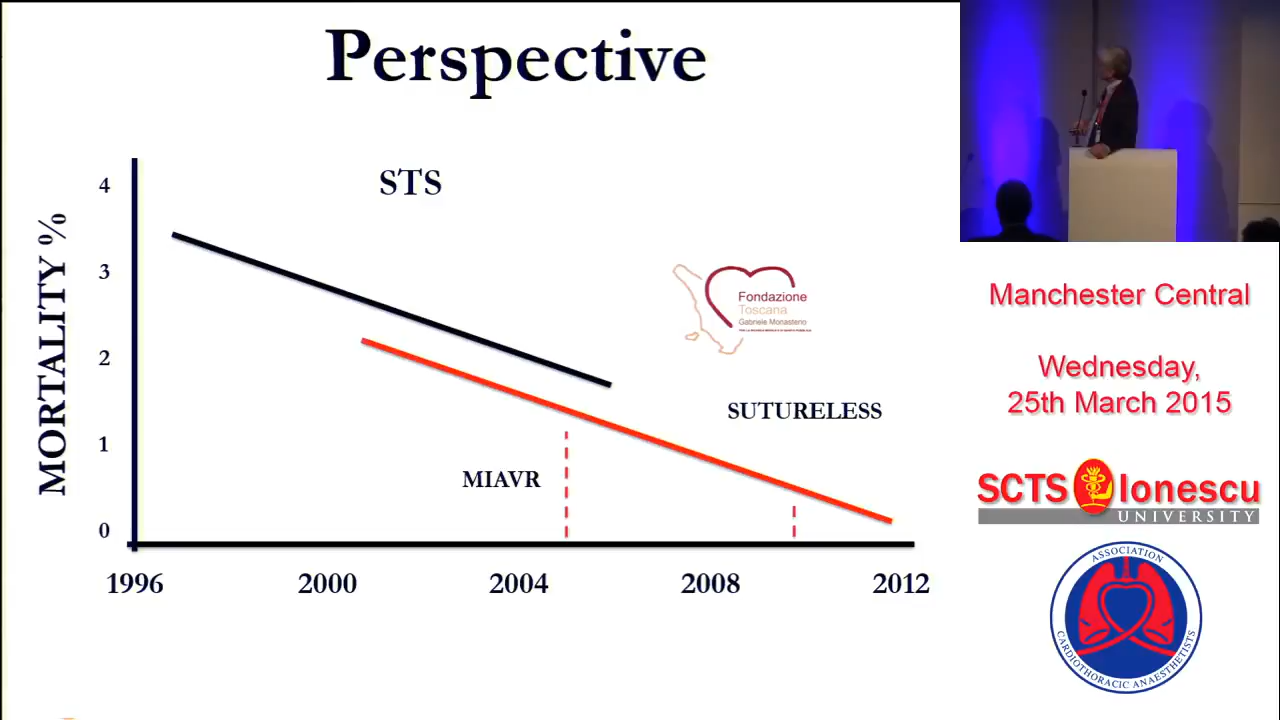 Perspective
STS
4
3
2
1
0
MORTALITY %
Fondazione
Toscana
Gabriele Monasterio
SUTURELESS
MIAVR
1996 2000 2004 2008 2012
Manchester Central
Wednesday,
25th March 2015
SCTS Ionescu
UNIVERSITY
ASSOCIATION
CARDIOTHORACIC ANAESTHETISTS